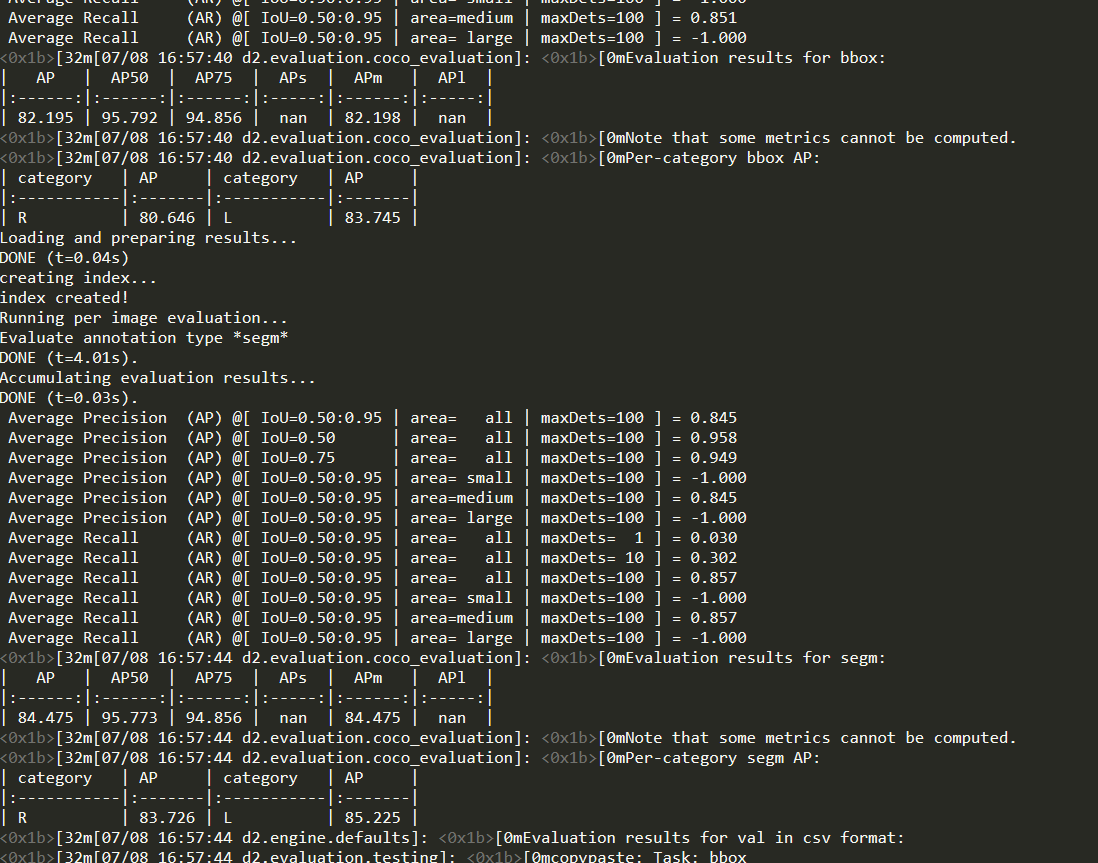 Average Recall     (AR) @[ IoU=0.50:0.95 | area= small | maxDets=100 ] = -1.000
 Average Recall     (AR) @[ IoU=0.50:0.95 | area=medium | maxDets=100 ] = 0.851
 Average Recall     (AR) @[ IoU=0.50:0.95 | area= large | maxDets=100 ] = -1.000
<0x1b>[32m[07/08 16:57:40 d2.evaluation.coco_evaluation]: <0x1b>[0mEvaluation results for bbox:
|   AP   |  AP50  |  AP75  |  APs  |  APm   |  APl  |
|:------:|:------:|:------:|:-----:|:------:|:-----:|
| 82.195 | 95.792 | 94.856 |  nan  | 82.198 |  nan  |
<0x1b>[32m[07/08 16:57:40 d2.evaluation.coco_evaluation]: <0x1b>[0mNote that some metrics cannot be computed.
<0x1b>[32m[07/08 16:57:40 d2.evaluation.coco_evaluation]: <0x1b>[0mPer-category bbox AP:
| category   | AP     | category   | AP     |
|:-----------|:-------|:-----------|:-------|
| R          | 80.646 | L          | 83.745 |
Loading and preparing results...
DONE (t=0.04s)
creating index...
index created!
Running per image evaluation...
Evaluate annotation type *segm*
DONE (t=4.01s).
Accumulating evaluation results...
DONE (t=0.03s).
 Average Precision  (AP) @[ IoU=0.50:0.95 | area=   all | maxDets=100 ] = 0.845
 Average Precision  (AP) @[ IoU=0.50      | area=   all | maxDets=100 ] = 0.958
 Average Precision  (AP) @[ IoU=0.75      | area=   all | maxDets=100 ] = 0.949
 Average Precision  (AP) @[ IoU=0.50:0.95 | area= small | maxDets=100 ] = -1.000
 Average Precision  (AP) @[ IoU=0.50:0.95 | area=medium | maxDets=100 ] = 0.845
 Average Precision  (AP) @[ IoU=0.50:0.95 | area= large | maxDets=100 ] = -1.000
 Average Recall     (AR) @[ IoU=0.50:0.95 | area=   all | maxDets=  1 ] = 0.030
 Average Recall     (AR) @[ IoU=0.50:0.95 | area=   all | maxDets= 10 ] = 0.302
 Average Recall     (AR) @[ IoU=0.50:0.95 | area=   all | maxDets=100 ] = 0.857
 Average Recall     (AR) @[ IoU=0.50:0.95 | area= small | maxDets=100 ] = -1.000
 Average Recall     (AR) @[ IoU=0.50:0.95 | area=medium | maxDets=100 ] = 0.857
 Average Recall     (AR) @[ IoU=0.50:0.95 | area= large | maxDets=100 ] = -1.000
<0x1b>[32m[07/08 16:57:44 d2.evaluation.coco_evaluation]: <0x1b>[0mEvaluation results for segm:
|   AP   |  AP50  |  AP75  |  APs  |  APm   |  APl  |
|:------:|:------:|:------:|:-----:|:------:|:-----:|
| 84.475 | 95.773 | 94.856 |  nan  | 84.475 |  nan  |
<0x1b>[32m[07/08 16:57:44 d2.evaluation.coco_evaluation]: <0x1b>[0mNote that some metrics cannot be computed.
<0x1b>[32m[07/08 16:57:44 d2.evaluation.coco_evaluation]: <0x1b>[0mPer-category segm AP:
| category   | AP     | category   | AP     |
|:-----------|:-------|:-----------|:-------|
| R          | 83.726 | L          | 85.225 |
<0x1b>[32m[07/08 16:57:44 d2.engine.defaults]: <0x1b>[0mEvaluation results for val in csv format:
<0x1b>[32m[07/08 16:57:44 d2.evaluation.testing]: <0x1b>[0mcopypaste: Task: bbox